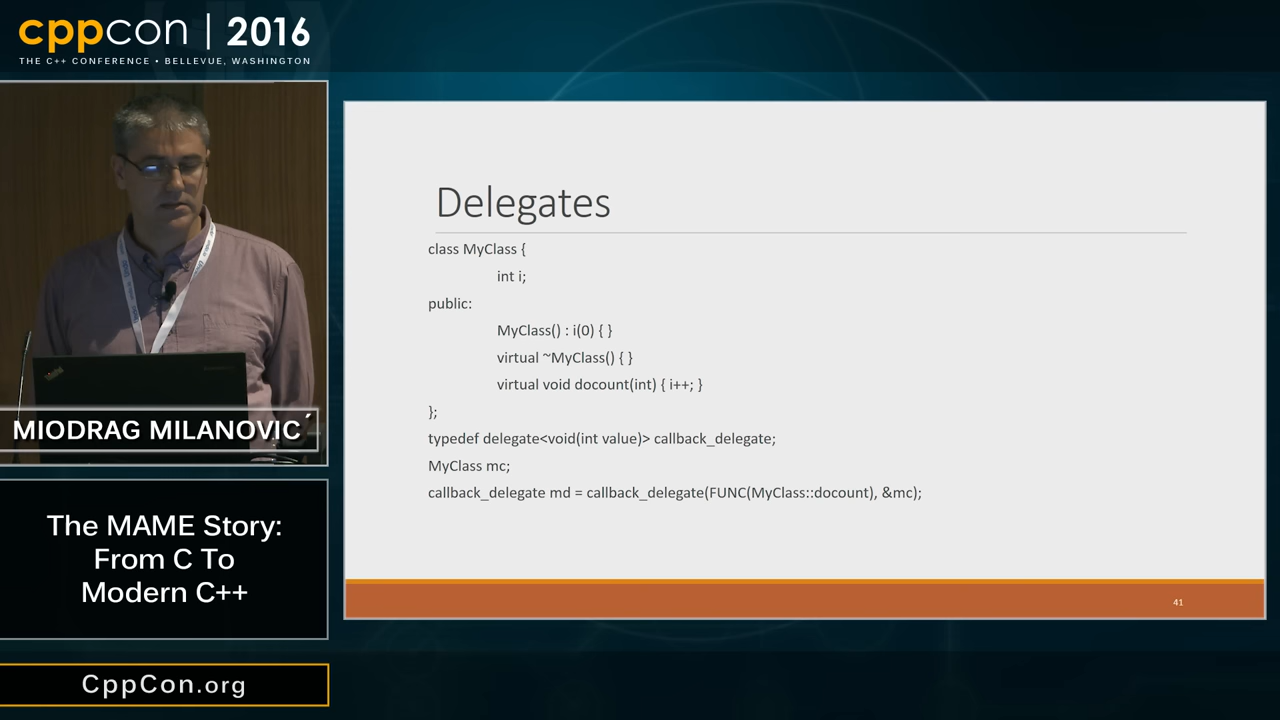 cppcon | 2016
THE C++ CONFERENCE • BELLEVUE, WASHINGTON
MIODRAG MILANOVIC´
The MAME Story:
From C To
Modern C++
CppCon.org
Delegates
class MyClass {
int i;
public:
MyClass() : i(0) { }
virtual ~MyClass() { }
virtual void docount(int) { i++; }
};
typedef delegate<void(int value)> callback_delegate;
MyClass mc;
callback_delegate md = callback_delegate(FUNC(MyClass::docount), &mc);
41